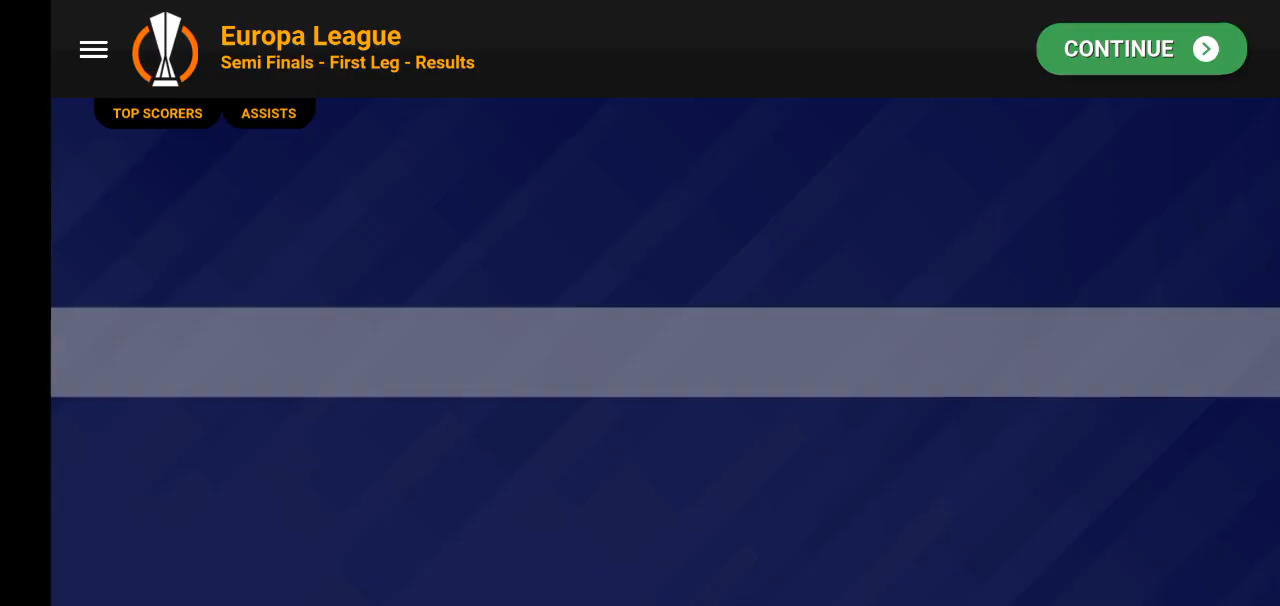 Europa League
Semi Finals - First Leg - Results
CONTINUE
TOP SCORERS
ASSISTS